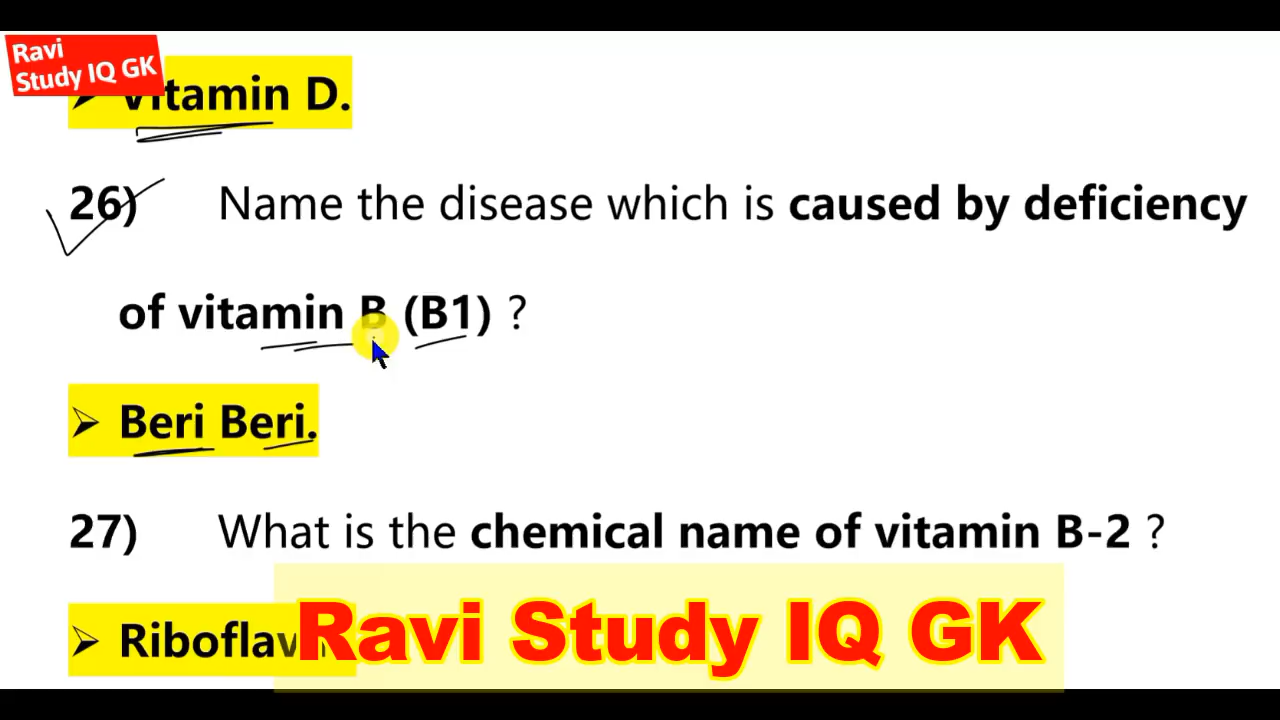 Ravi
Study IQ GK
➢ Vitamin D.
26) Name the disease which is caused by deficiency
of vitamin B (B1) ?
➢ Beri Beri.
27) What is the chemical name of vitamin B-2 ?
Ravi Study IQ GK